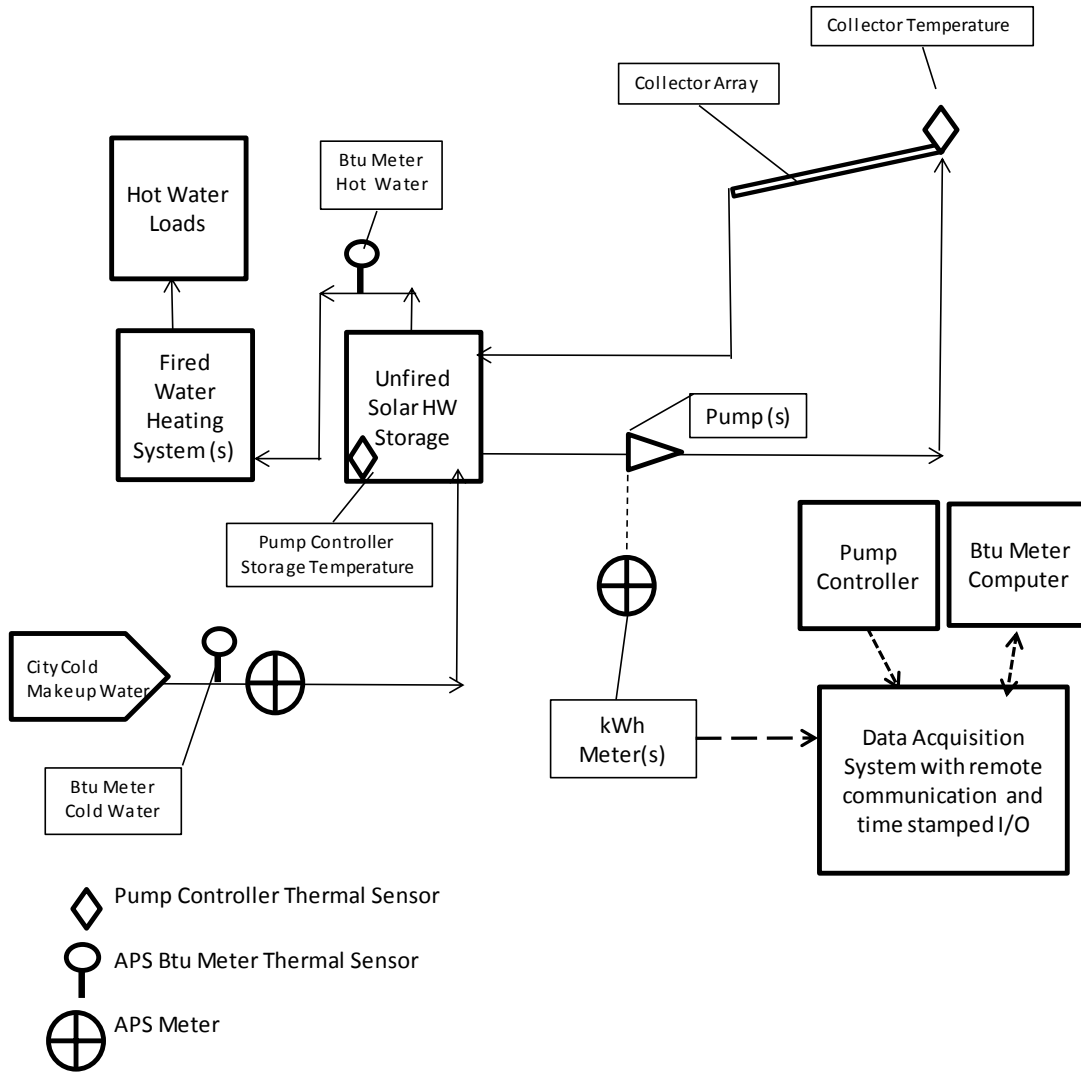 Collector Temperature
Collector Array
Btu Meter
Hot Water
Hot Water
Loads
Fired
Water
Heating
System (s)
Unfired
Solar HW
Storage
Pump (s)
Pump Controller
Storage Temperature
Pump
Controller
Btu Meter
Computer
City Cold
Makeup Water
kWh
Meter(s)
Data Acquisition
System with remote
communication and
time stamped I/O
Btu Meter
Cold Water
Pump Controller Thermal Sensor
APS Btu Meter Thermal Sensor
APS Meter